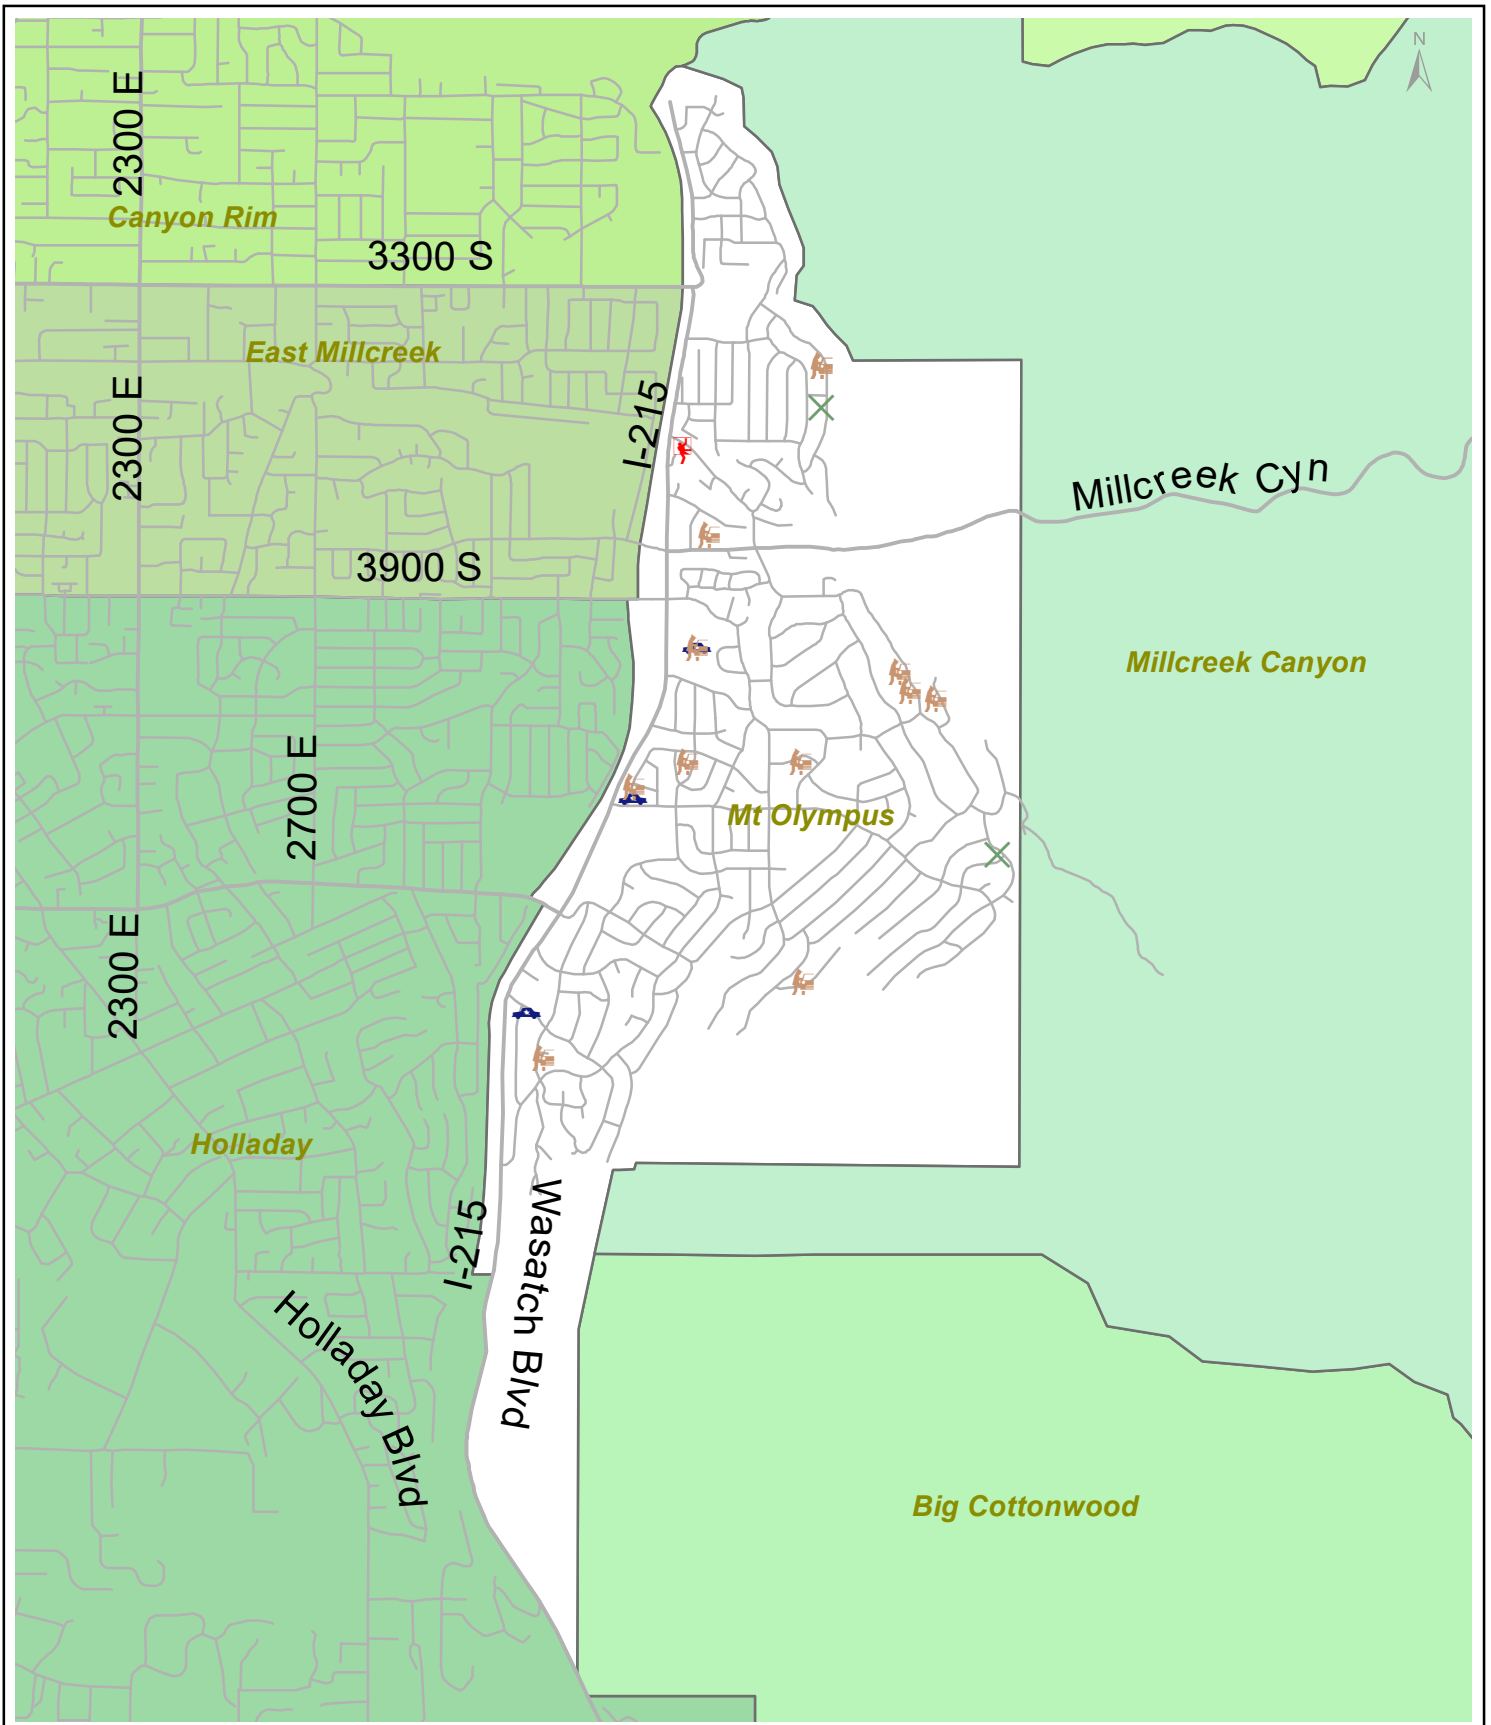 N
2300 E
Canyon Rim
3300 S
East Millcreek
2300 E
I-215
Millcreek Cyn
3900 S
Millcreek Canyon
2700 E
Mt Olympus
2300 E
Holladay
I-215
Wasatch Blvd
Holladay Blvd
Big Cottonwood